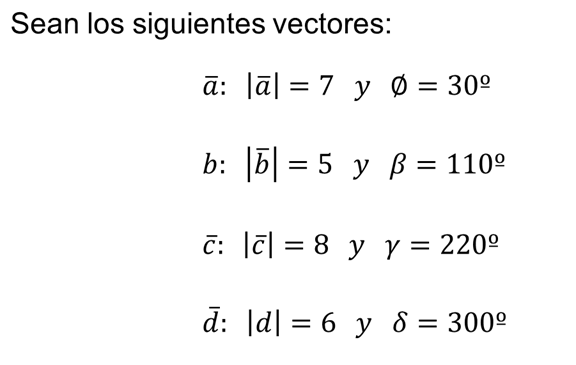 Sean los siguientes vectores:
a̅: |a̅| = 7 y ∅ = 30º
b: |b̅| = 5 y β = 110º
c̅: |c̅| = 8 y γ = 220º
d̅: |d| = 6 y δ = 300º